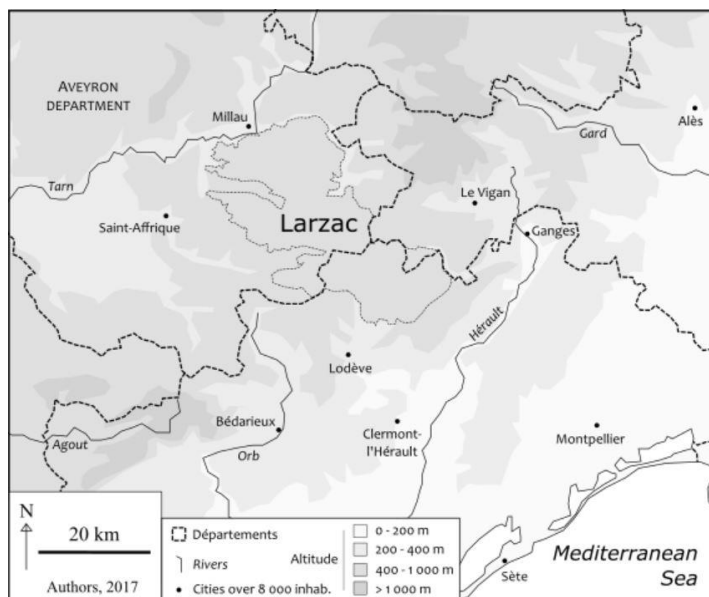 AVEYRON
DEPARTMENT
Millau
Alès
Gard
Tarn
Le Vigan
Saint-Affrique
Larzac
Ganges
Hérault
Lodève
Bédarieux
Clermont-
l'Hérault
Montpellier
Agout
Orb
N
20 km
Authors, 2017
Départements
Rivers
Cities over 8 000 inhab.
Altitude
0 - 200 m
200 - 400 m
400 - 1 000 m
> 1 000 m
Sète
Mediterranean
Sea